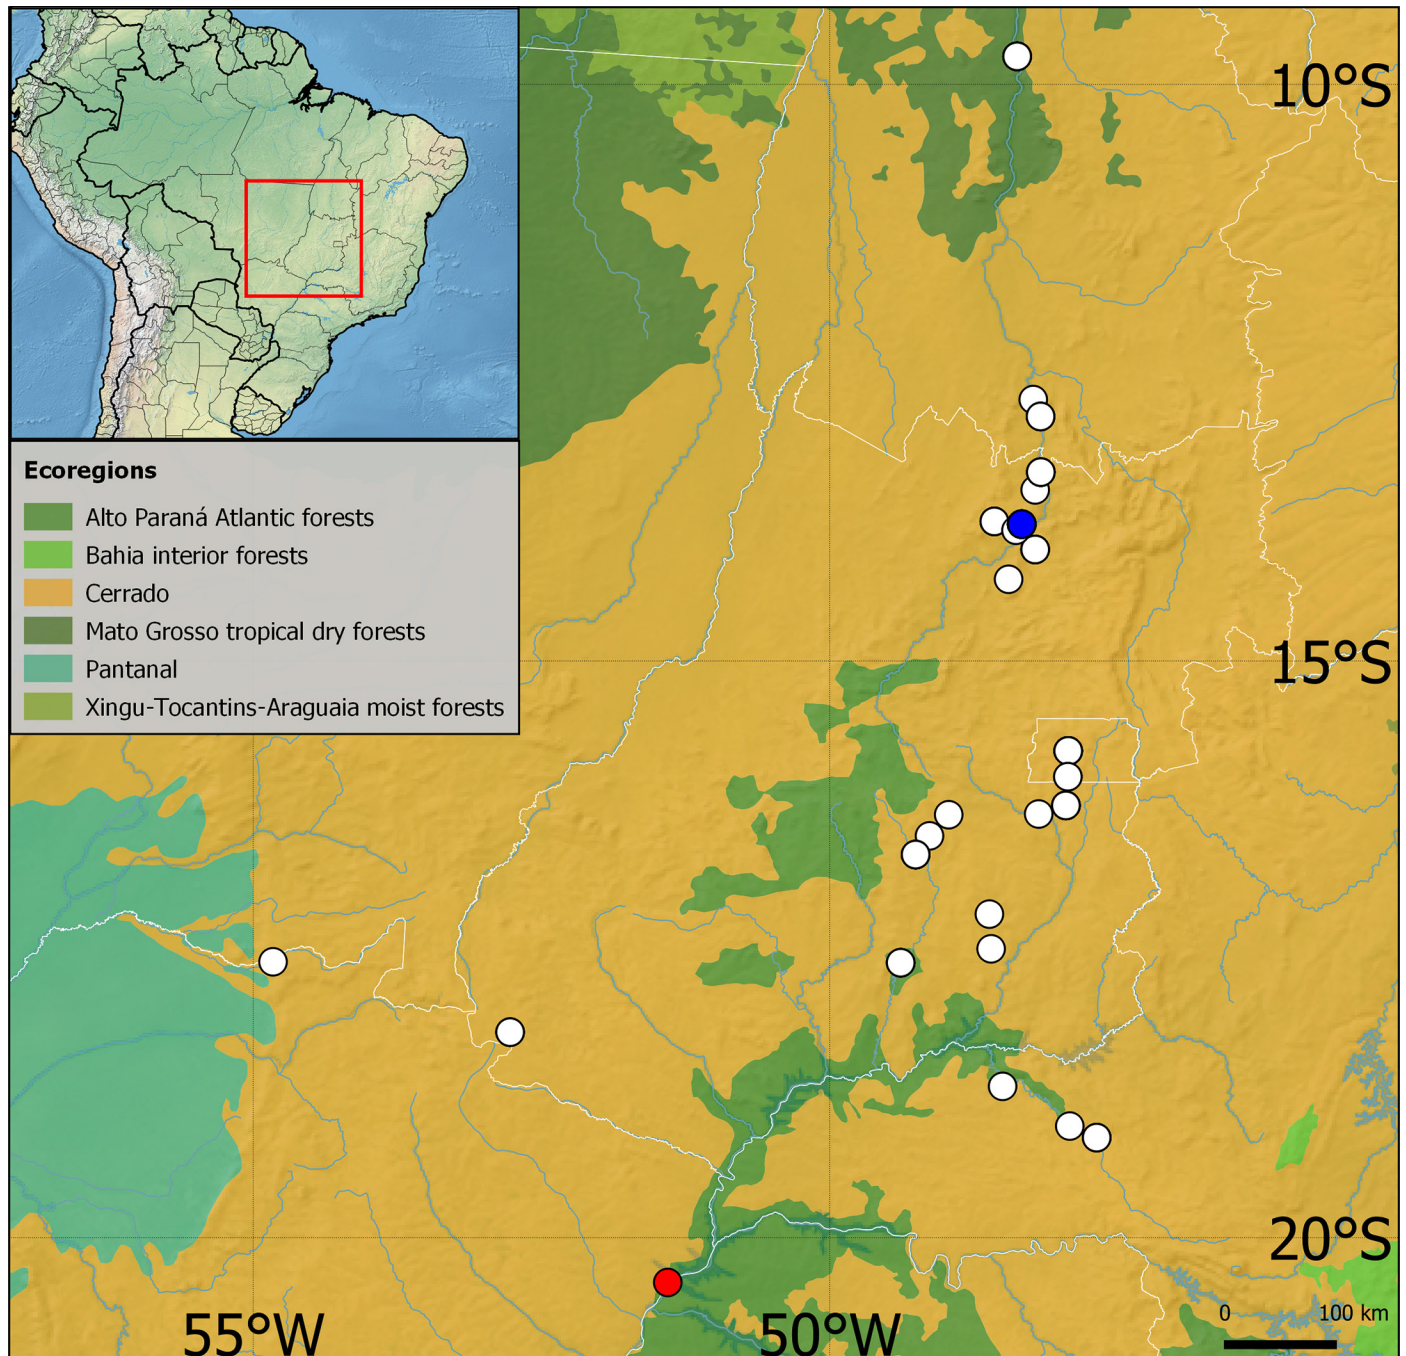 10°S
Ecoregions
Alto Paraná Atlantic forests
Bahia interior forests
Cerrado
Mato Grosso tropical dry forests
Pantanal
Xingu-Tocantins-Araguaia moist forests
15°S
20°S
55°W
50°W
0 100 km